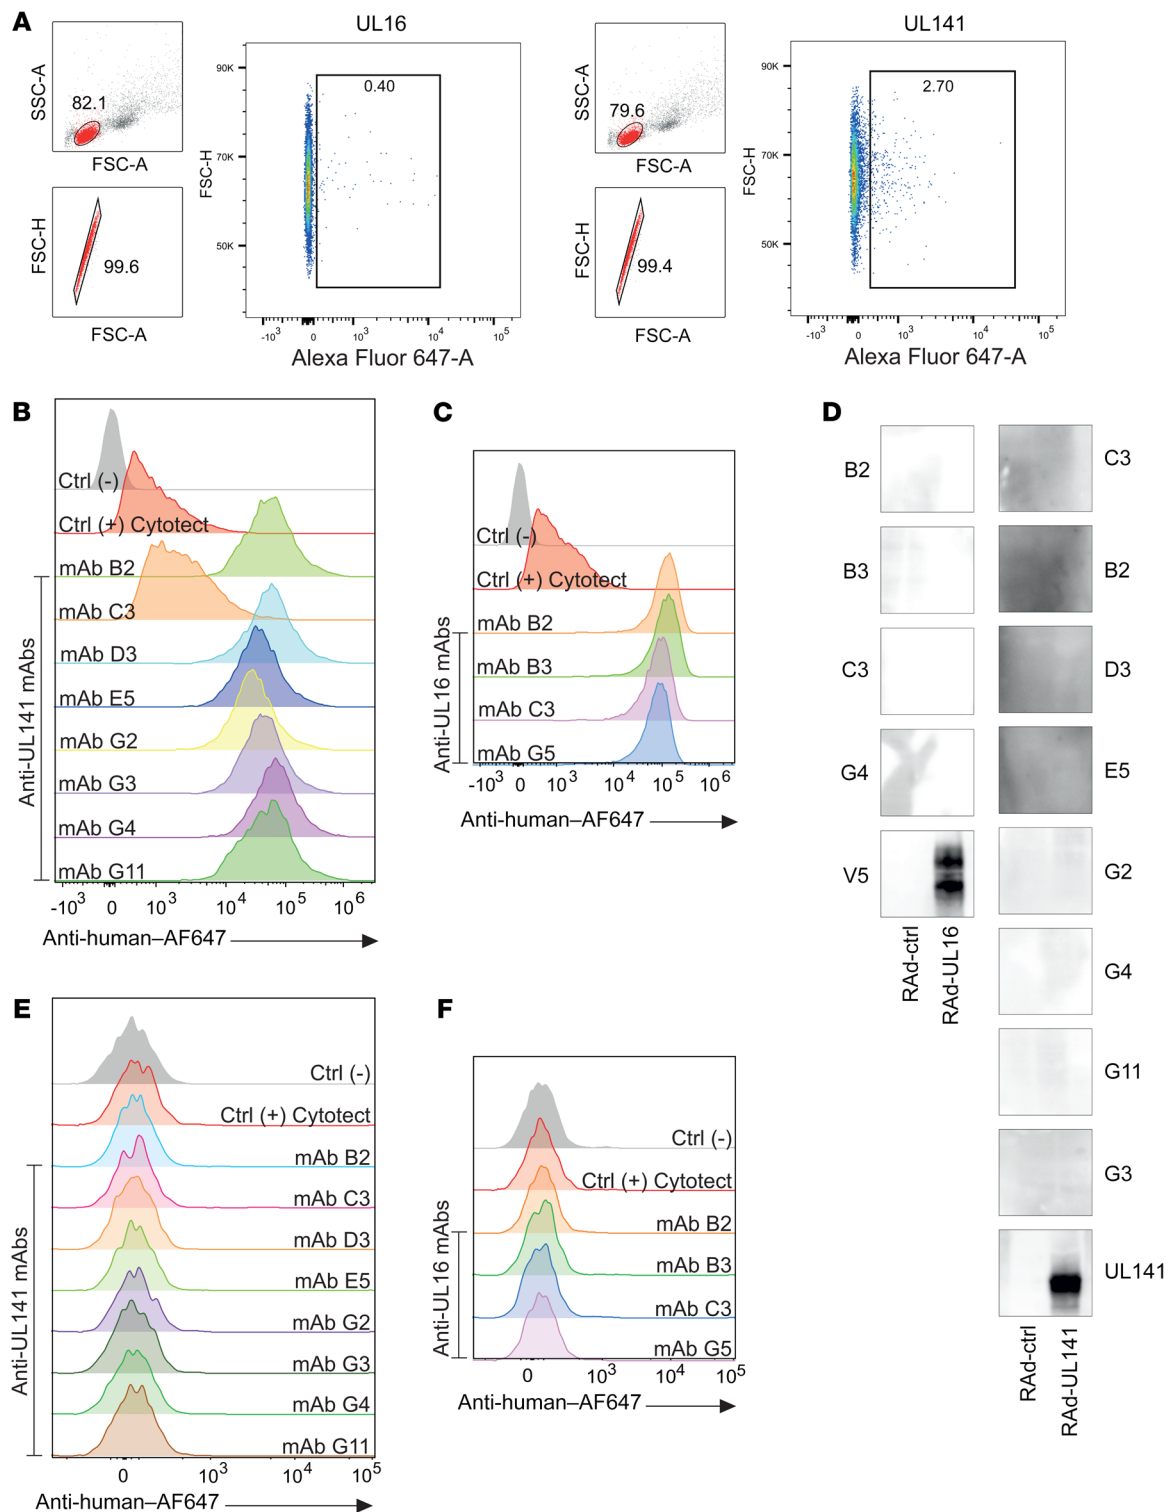 A
UL16
UL141
SSC-A
82.1
FSC-A
FSC-H
99.6
FSC-A
FSC-H
90K
70K
50K
0.40
-10³ 0 10³ 10⁴ 10⁵
Alexa Fluor 647-A
SSC-A
79.6
FSC-A
FSC-H
99.4
FSC-A
FSC-H
90K
70K
50K
2.70
-10³ 0 10³ 10⁴ 10⁵
Alexa Fluor 647-A
B
Ctrl (-)
Ctrl (+) Cytotect
mAb B2
mAb C3
mAb D3
mAb E5
mAb G2
mAb G3
mAb G4
mAb G11
Anti-UL141 mAbs
-10³ 0 10³ 10⁴ 10⁵ 10⁶
Anti-human–AF647
C
Ctrl (-)
Ctrl (+) Cytotect
mAb B2
mAb B3
mAb C3
mAb G5
Anti-UL16 mAbs
-10³ 0 10³ 10⁴ 10⁵ 10⁶
Anti-human–AF647
D
B2
B3
C3
G4
V5
RAd-ctrl
RAd-UL16
C3
B2
D3
E5
G2
G4
G11
G3
UL141
RAd-ctrl
RAd-UL141
E
Ctrl (-)
Ctrl (+) Cytotect
mAb B2
mAb C3
mAb D3
mAb E5
mAb G2
mAb G3
mAb G4
mAb G11
Anti-UL141 mAbs
0 10³ 10⁴ 10⁵
Anti-human–AF647
F
Ctrl (-)
Ctrl (+) Cytotect
mAb B2
mAb B3
mAb C3
mAb G5
Anti-UL16 mAbs
0 10³ 10⁴ 10⁵
Anti-human–AF647